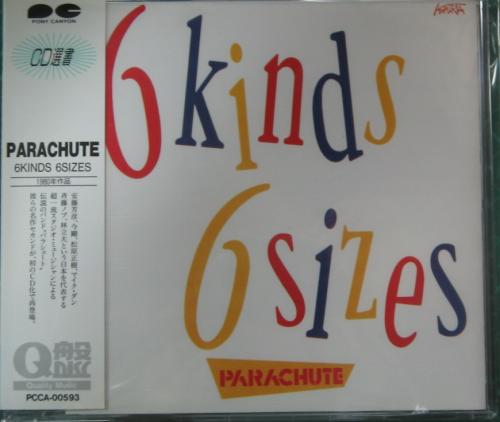 PONY CANYON
CD選書
PARACHUTE
6KINDS 6SIZES
1980年作品
安藤芳彦、今剛、松原正樹、マイク・ダン
斉藤ノブ、林立夫という日本を代表する
超一流スタジオ・ミュージシャンによる
伝説のバンド、パラシュート。
彼らの名作セカンドが、初のCD化で再登場。
Q盤
DISC
Quality Music
PCCA-00593
6kinds
6sizes
PARACHUTE